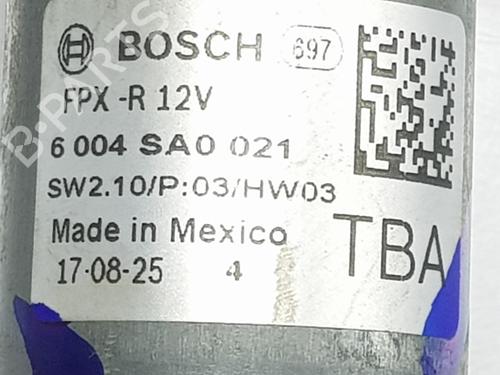 BOSCH 697
FPX -R 12V
6 004 SA0 021
SW2.10/P:03/HW03
Made in Mexico
TBA
17-08-25 4
B-PARTS